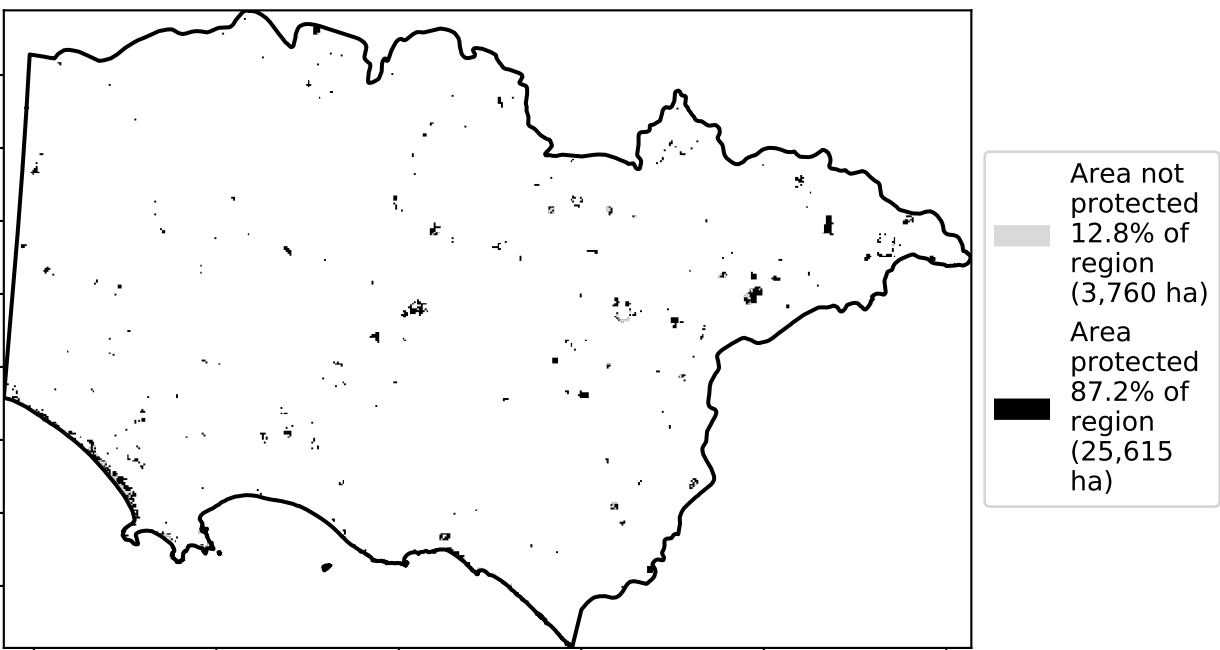 Area not
protected
12.8% of
region
(3,760 ha)
Area
protected
87.2% of
region
(25,615
ha)